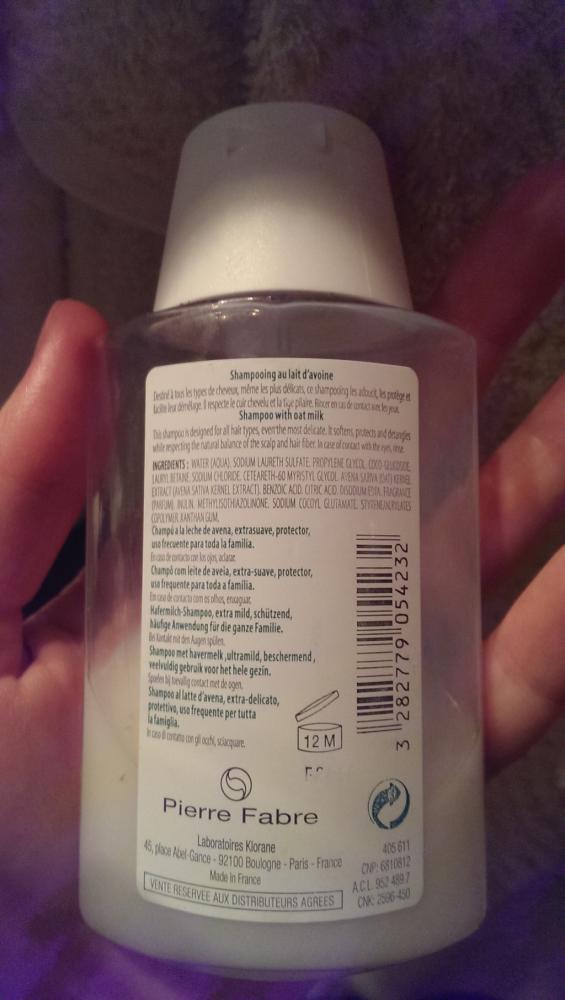 Shampooing au lait d'avoine
Destiné à tous les types de cheveux, même les plus délicats, ce shampooing les adoucit, les protège et
facilite leur démêlage. Il respecte le cuir chevelu et la tige pilaire. Rincer en cas de contact avec les yeux.
Shampoo with oat milk
This shampoo is designed for all hair types, even the most delicate. It softens, protects and detangles
while respecting the natural balance of the scalp and hair fiber. In case of contact with the eyes, rinse.
INGREDIENTS : WATER (AQUA). SODIUM LAURETH SULFATE. PROPYLENE GLYCOL. COCO-GLUCOSIDE.
LAURYL BETAINE. SODIUM CHLORIDE. CETEARETH-60 MYRISTYL GLYCOL. AVENA SATIVA (OAT) KERNEL
EXTRACT (AVENA SATIVA KERNEL EXTRACT). BENZOIC ACID. CITRIC ACID. DISODIUM EDTA. FRAGRANCE
(PARFUM). INULIN. METHYLISOTHIAZOLINONE. SODIUM COCOYL GLUTAMATE. STYRENE/ACRYLATES
COPOLYMER. XANTHAN GUM.
Champú a la leche de avena, extrasuave, protector,
uso frecuente para toda la familia.
En caso de contacto con los ojos, aclarar.
Champô com leite de aveia, extra-suave, protector,
uso frequente para toda a familia.
Em caso de contacto com os olhos, enxaguar.
Hafermilch-Shampoo, extra mild, schützend,
häufige Anwendung für die ganze Familie.
Bei Kontakt mit den Augen spülen.
Shampoo met havermelk, ultramild, beschermend,
veelvuldig gebruik voor het hele gezin.
Spoelen bij toevallig contact met de ogen.
Shampoo al latte d'avena, extra-delicato,
protettivo, uso frequente per tutta
la famiglia.
In caso di contatto con gli occhi, sciacquare.
3 282779 054232
12 M
Pierre Fabre
Laboratoires Klorane
45, place Abel-Gance - 92100 Boulogne - Paris - France
Made in France
VENTE RESERVEE AUX DISTRIBUTEURS AGREES
405 611
CNP: 6810812
A.C.L. 952 489.7
CNK: 2596-450